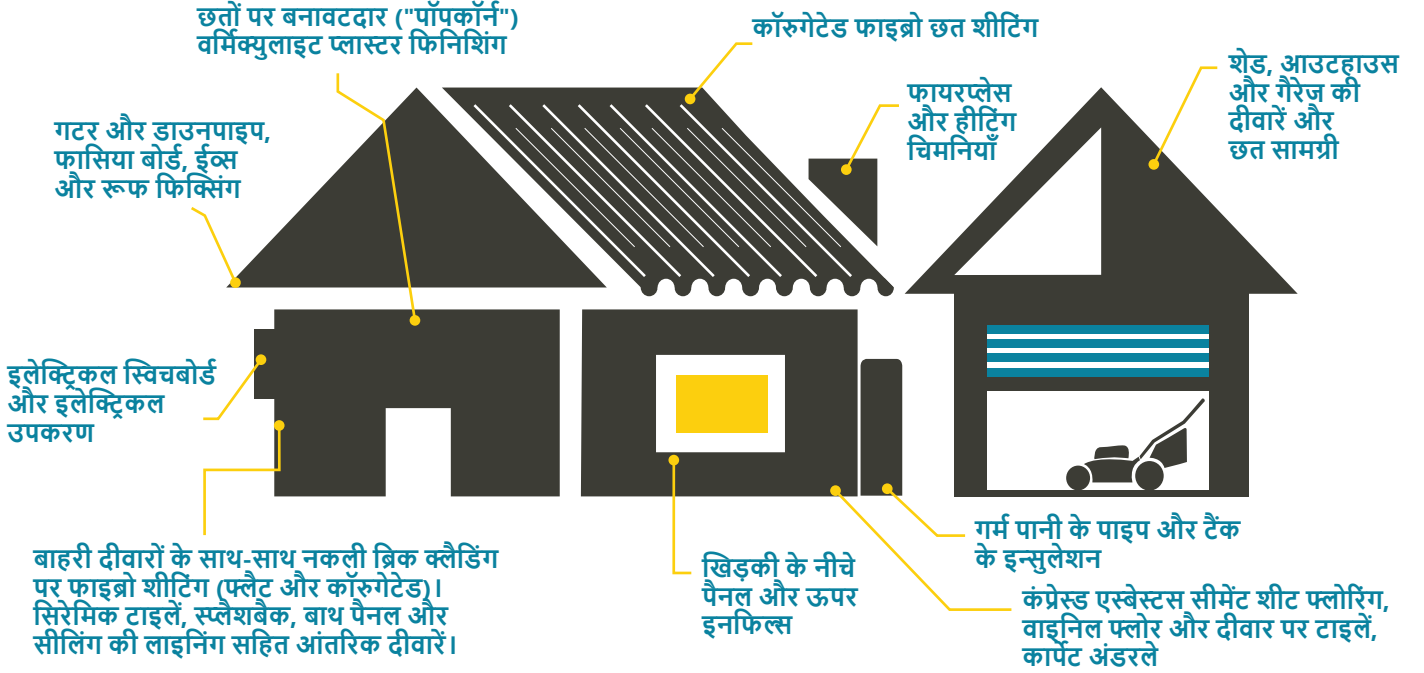 छतों पर बनावटदार ("पॉपकॉर्न")
वर्मिक्युलाइट प्लास्टर फिनिशिंग
कॉरुगेटेड फाइब्रो छत शीटिंग
शेड, आउटहाउस
और गैरेज की
दीवारें और
छत सामग्री
फायरप्लेस
और हीटिंग
चिमनियाँ
गटर और डाउनपाइप,
फासिया बोर्ड, ईव्स
और रूफ फिक्सिंग
इलेक्ट्रिकल स्विचबोर्ड
और इलेक्ट्रिकल
उपकरण
बाहरी दीवारों के साथ-साथ नकली ब्रिक क्लैडिंग
पर फाइब्रो शीटिंग (फ्लैट और कॉरुगेटेड)।
सिरेमिक टाइलें, स्प्लैशबैक, बाथ पैनल और
सीलिंग की लाइनिंग सहित आंतरिक दीवारें।
खिड़की के नीचे
पैनल और ऊपर
इनफिल्स
गर्म पानी के पाइप और टैंक
के इन्सुलेशन
कंप्रेस्ड एस्बेस्टस सीमेंट शीट फ्लोरिंग,
वाइनिल फ्लोर और दीवार पर टाइलें,
कार्पेट अंडरले